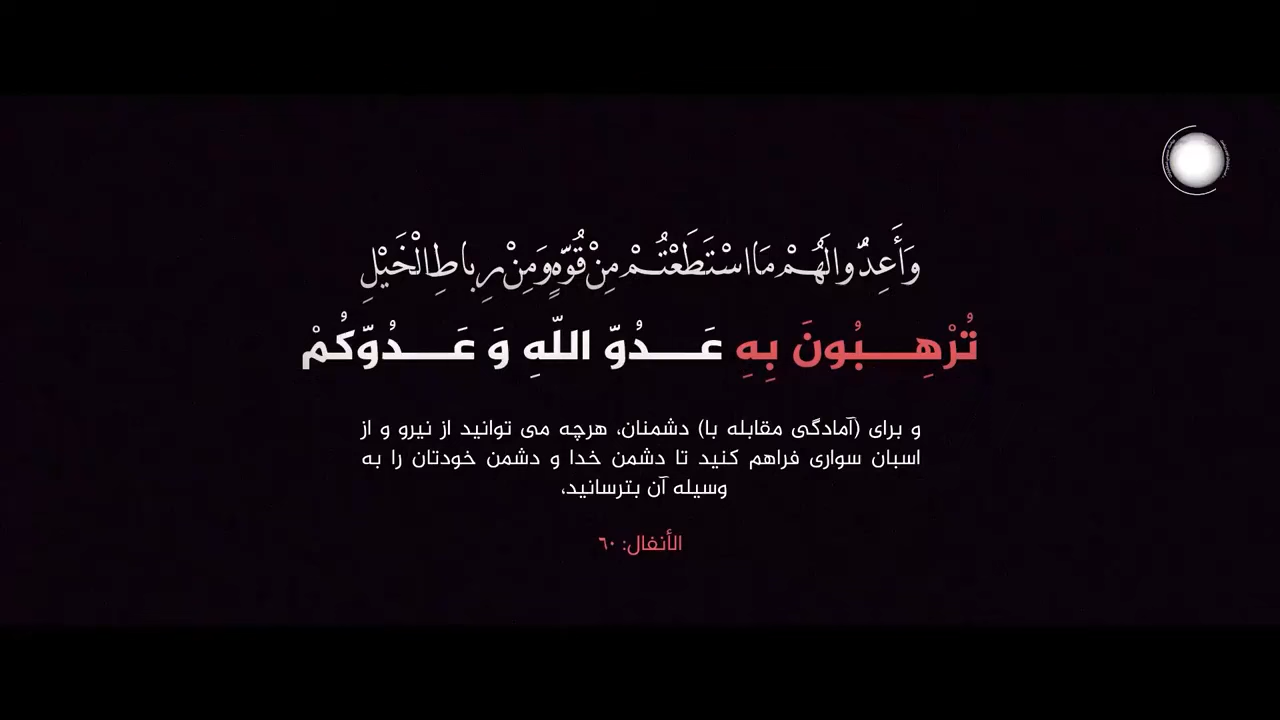 وَأَعِدُّوا لَهُمْ مَا اسْتَطَعْتُمْ مِنْ قُوَّةٍ وَمِنْ رِباطِ الْخَيْلِ
تُرْهِبُونَ بِهِ عَدُوَّ اللّهِ وَ عَدُوّكُمْ
و برای (آمادگی مقابله با) دشمنان، هرچه می توانید از نیرو و از
اسبان سواری فراهم کنید تا دشمن خدا و دشمن خودتان را به
وسیله آن بترسانید،
الأنفال: ٦٠